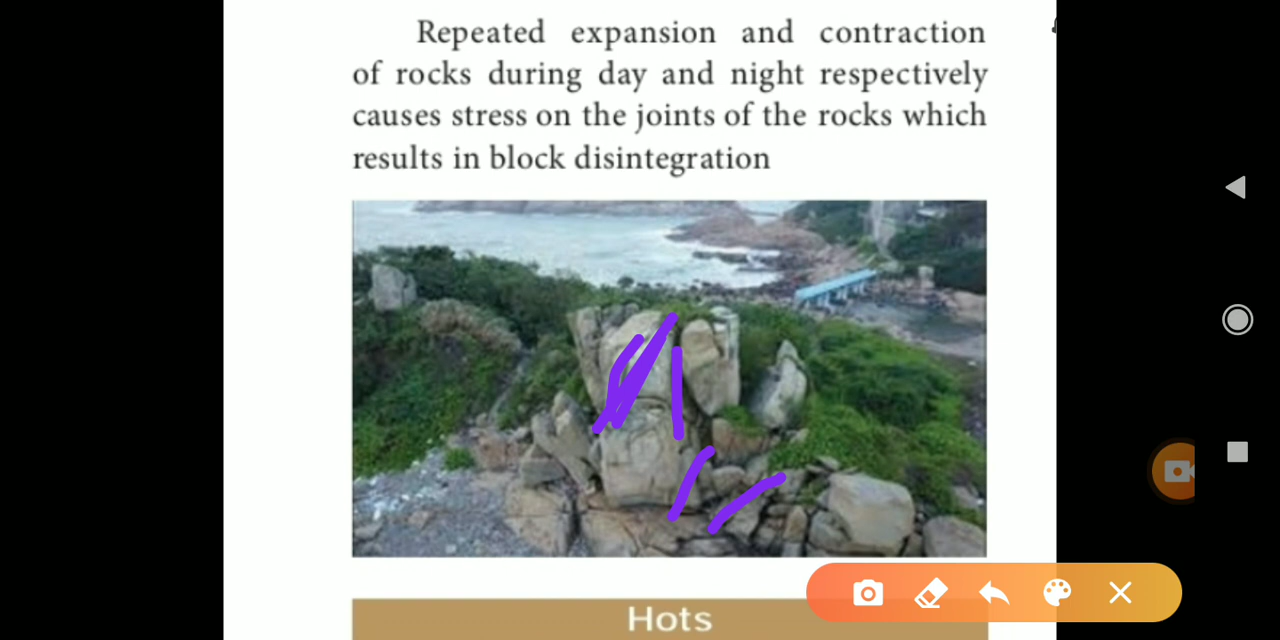 Repeated expansion and contraction
of rocks during day and night respectively
causes stress on the joints of the rocks which
results in block disintegration
Hots